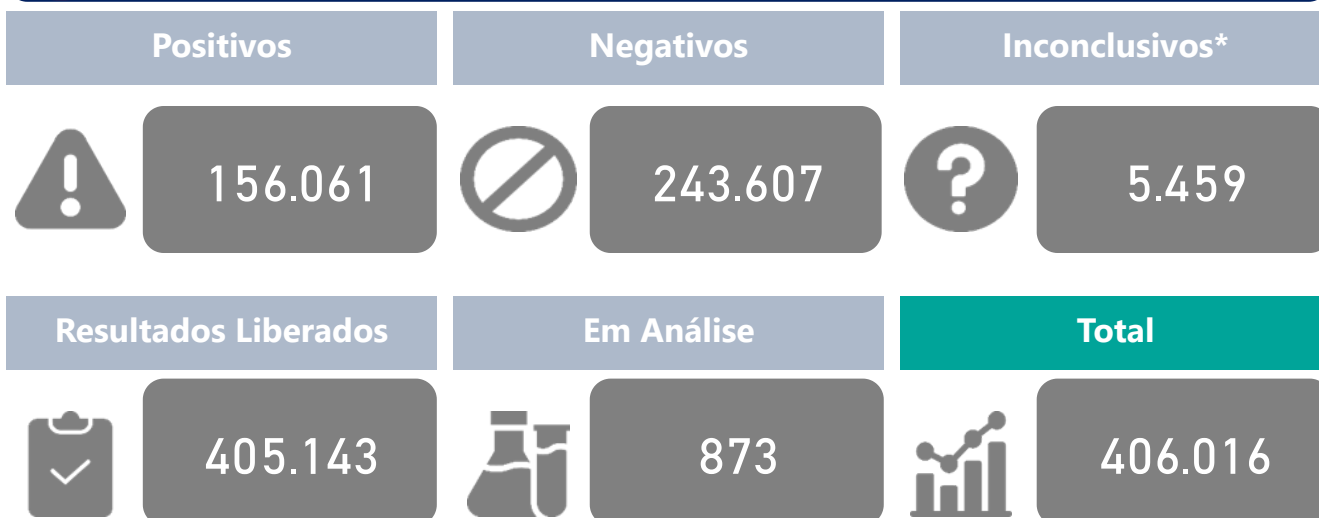 Positivos
Negativos
Inconclusivos*
156.061
243.607
5.459
Resultados Liberados
Em Análise
Total
405.143
873
406.016